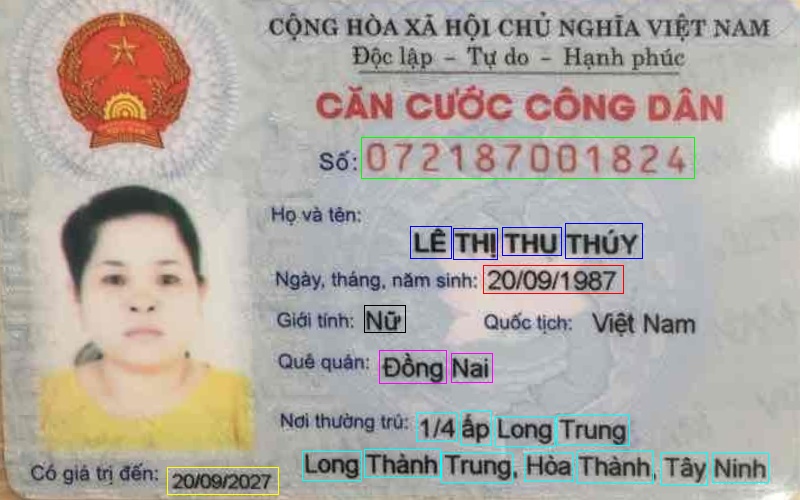 CỘNG HÒA XÃ HỘI CHỦ NGHĨA VIỆT NAM
Độc lập - Tự do - Hạnh phúc
CĂN CƯỚC CÔNG DÂN
Số: 072187001824
Họ và tên:
LÊ THỊ THU THÚY
Ngày, tháng, năm sinh: 20/09/1987
Giới tính: Nữ Quốc tịch: Việt Nam
Quê quán: Đồng Nai
Nơi thường trú: 1/4 ấp Long Trung
Long Thành Trung, Hòa Thành, Tây Ninh
Có giá trị đến: 20/09/2027